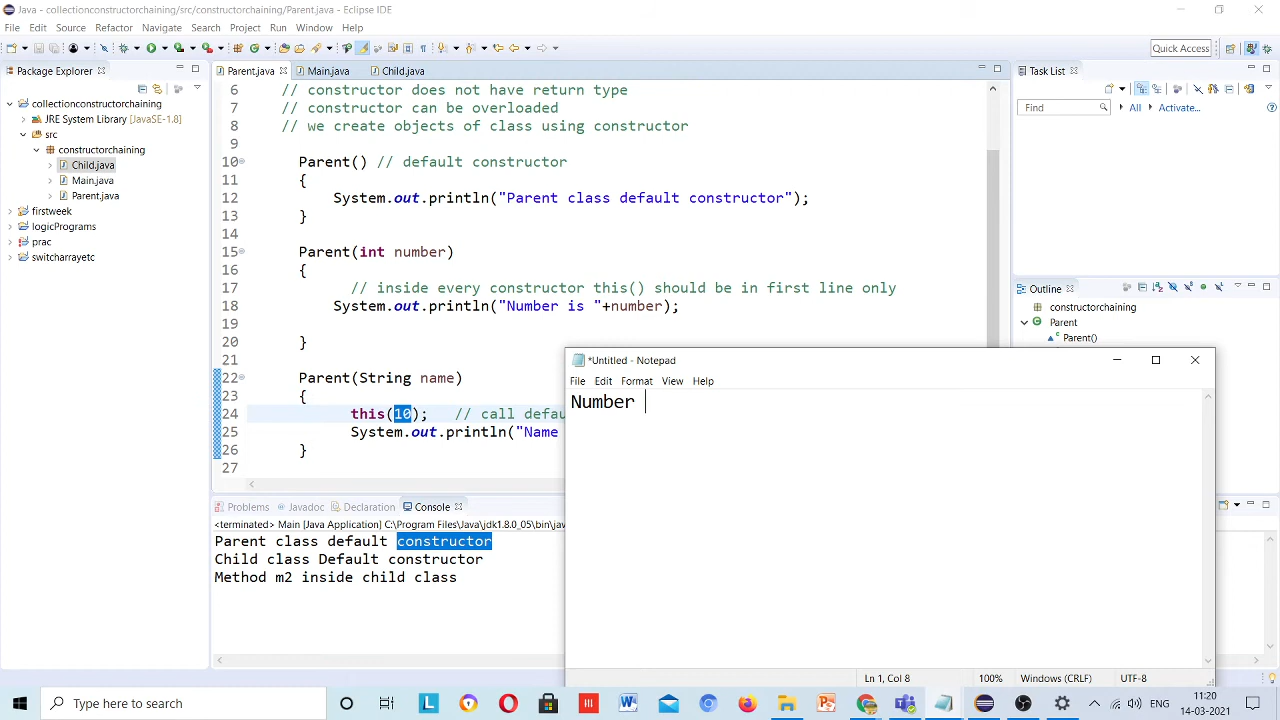 Java - collectionconstructorchaining/src/constructorchaining/Parent.java - Eclipse IDE
File Edit Source Refactor Navigate Search Project Run Window Help
Quick Access
Package Explorer
Parent.java
Main.java
Child.java
Task List
Find
All
Activate...
collectionconstructorchaining
JRE System Library [JavaSE-1.8]
src
constructorchaining
Child.java
Main.java
Parent.java
firstweek
logicPrograms
prac
switcharrayetc
6 // constructor does not have return type
7 // constructor can be overloaded
8 // we create objects of class using constructor
9
10 Parent() // default constructor
11 {
12 System.out.println("Parent class default constructor");
13 }
14
15 Parent(int number)
16 {
17 // inside every constructor this() should be in first line only
18 System.out.println("Number is "+number);
19
20 }
21
22 Parent(String name)
23 {
24 this(10); // call defau
25 System.out.println("Name
26 }
27
Outline
constructorchaining
Parent
Parent()
*Untitled - Notepad
File Edit Format View Help
Number
Ln 1, Col 8 100% Windows (CRLF) UTF-8
Problems Javadoc Declaration Console
<terminated> Main [Java Application] C:\Program Files\Java\jdk1.8.0_05\bin\jav
Parent class default constructor
Child class Default constructor
Method m2 inside child class
Type here to search
ENG
11:20
14-03-2021